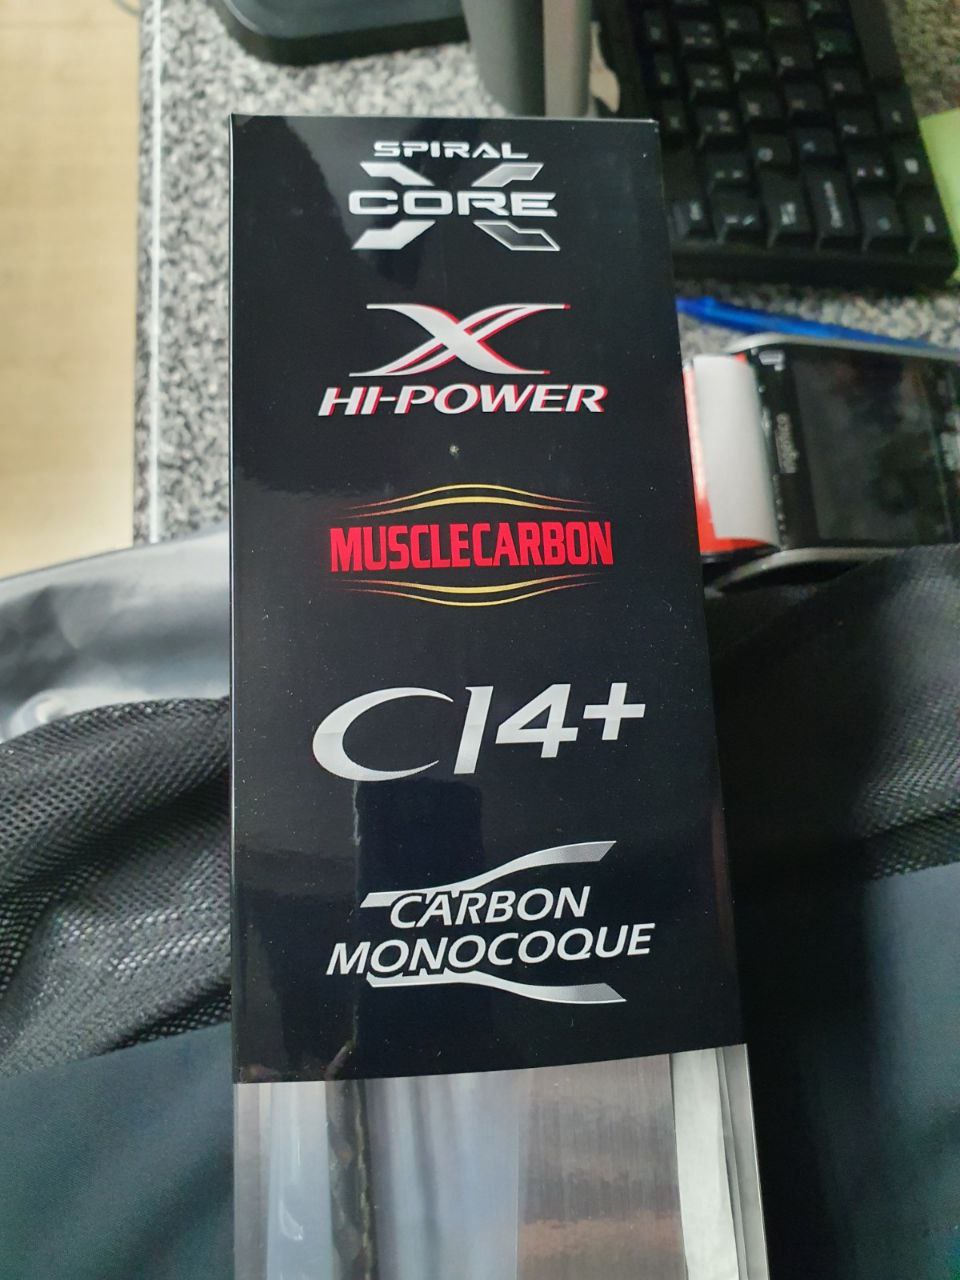 SPIRAL
X
CORE
X
HI-POWER
MUSCLECARBON
CI4+
CARBON
MONOCOQUE